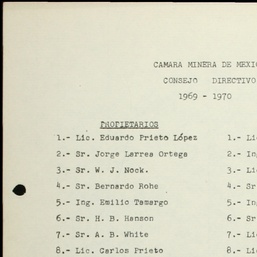 CAMARA MINERA DE MEXIC
CONSEJO DIRECTIVO
1969 - 1970
PROPIETARIOS
1.- Lic. Eduardo Prieto López 1.- Li
2.- Sr. Jorge Larrea Ortega 2.- In
3.- Sr. W. J. Nock. 3.- Li
4.- Sr. Bernardo Rohe 4.- Sr
5.- Ing. Emilio Tamargo 5.- In
6.- Sr. H. B. Hanson 6.- Sr
7.- Sr. A. B. White 7.- Li
8.- Lic. Carlos Prieto 8.- Li